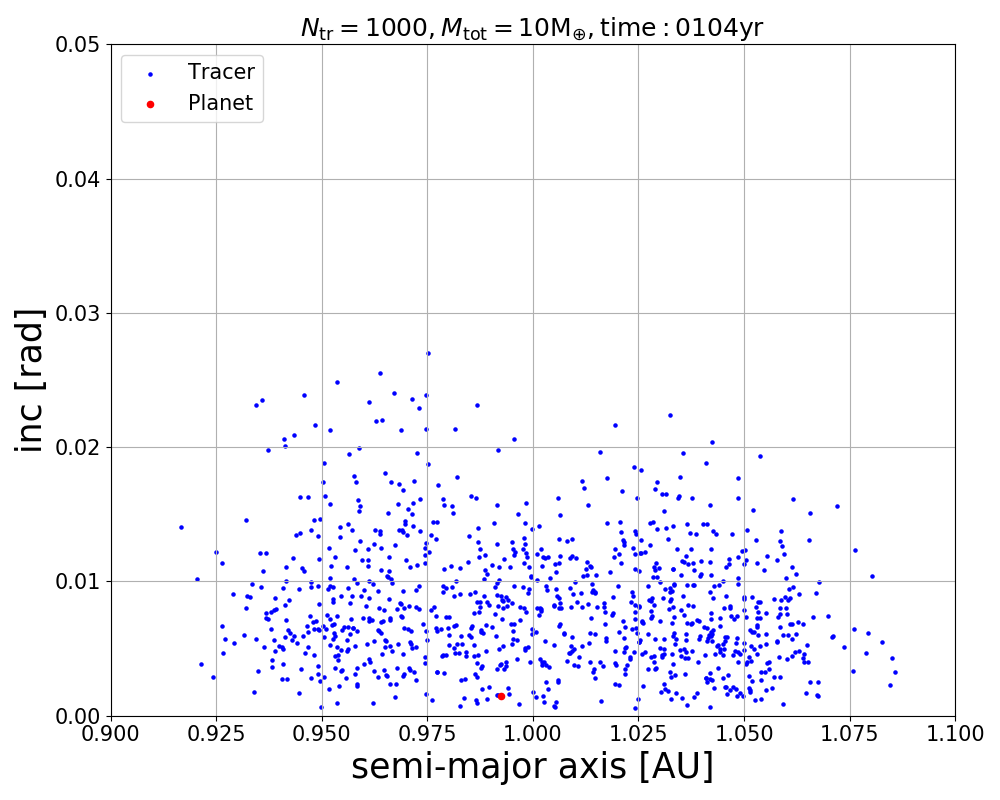 N_tr = 1000, M_tot = 10M_⊕, time : 0104yr
Tracer
Planet
inc [rad]
0.05
0.04
0.03
0.02
0.01
0.00
0.900 0.925 0.950 0.975 1.000 1.025 1.050 1.075 1.100
semi-major axis [AU]